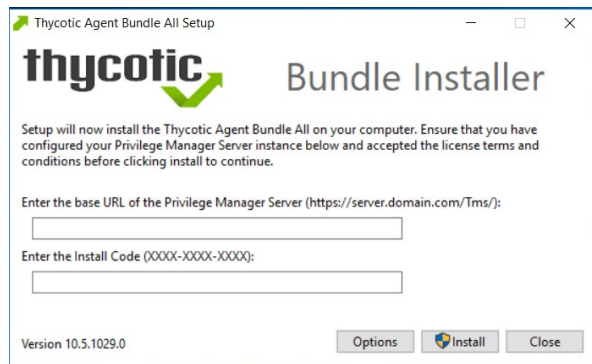 Thycotic Agent Bundle All Setup
thycotic
Bundle Installer
Setup will now install the Thycotic Agent Bundle All on your computer. Ensure that you have
configured your Privilege Manager Server instance below and accepted the license terms and
conditions before clicking install to continue.
Enter the base URL of the Privilege Manager Server (https://server.domain.com/Tms/):
Enter the Install Code (XXXX-XXXX-XXXX):
Version 10.5.1029.0
Options
Install
Close